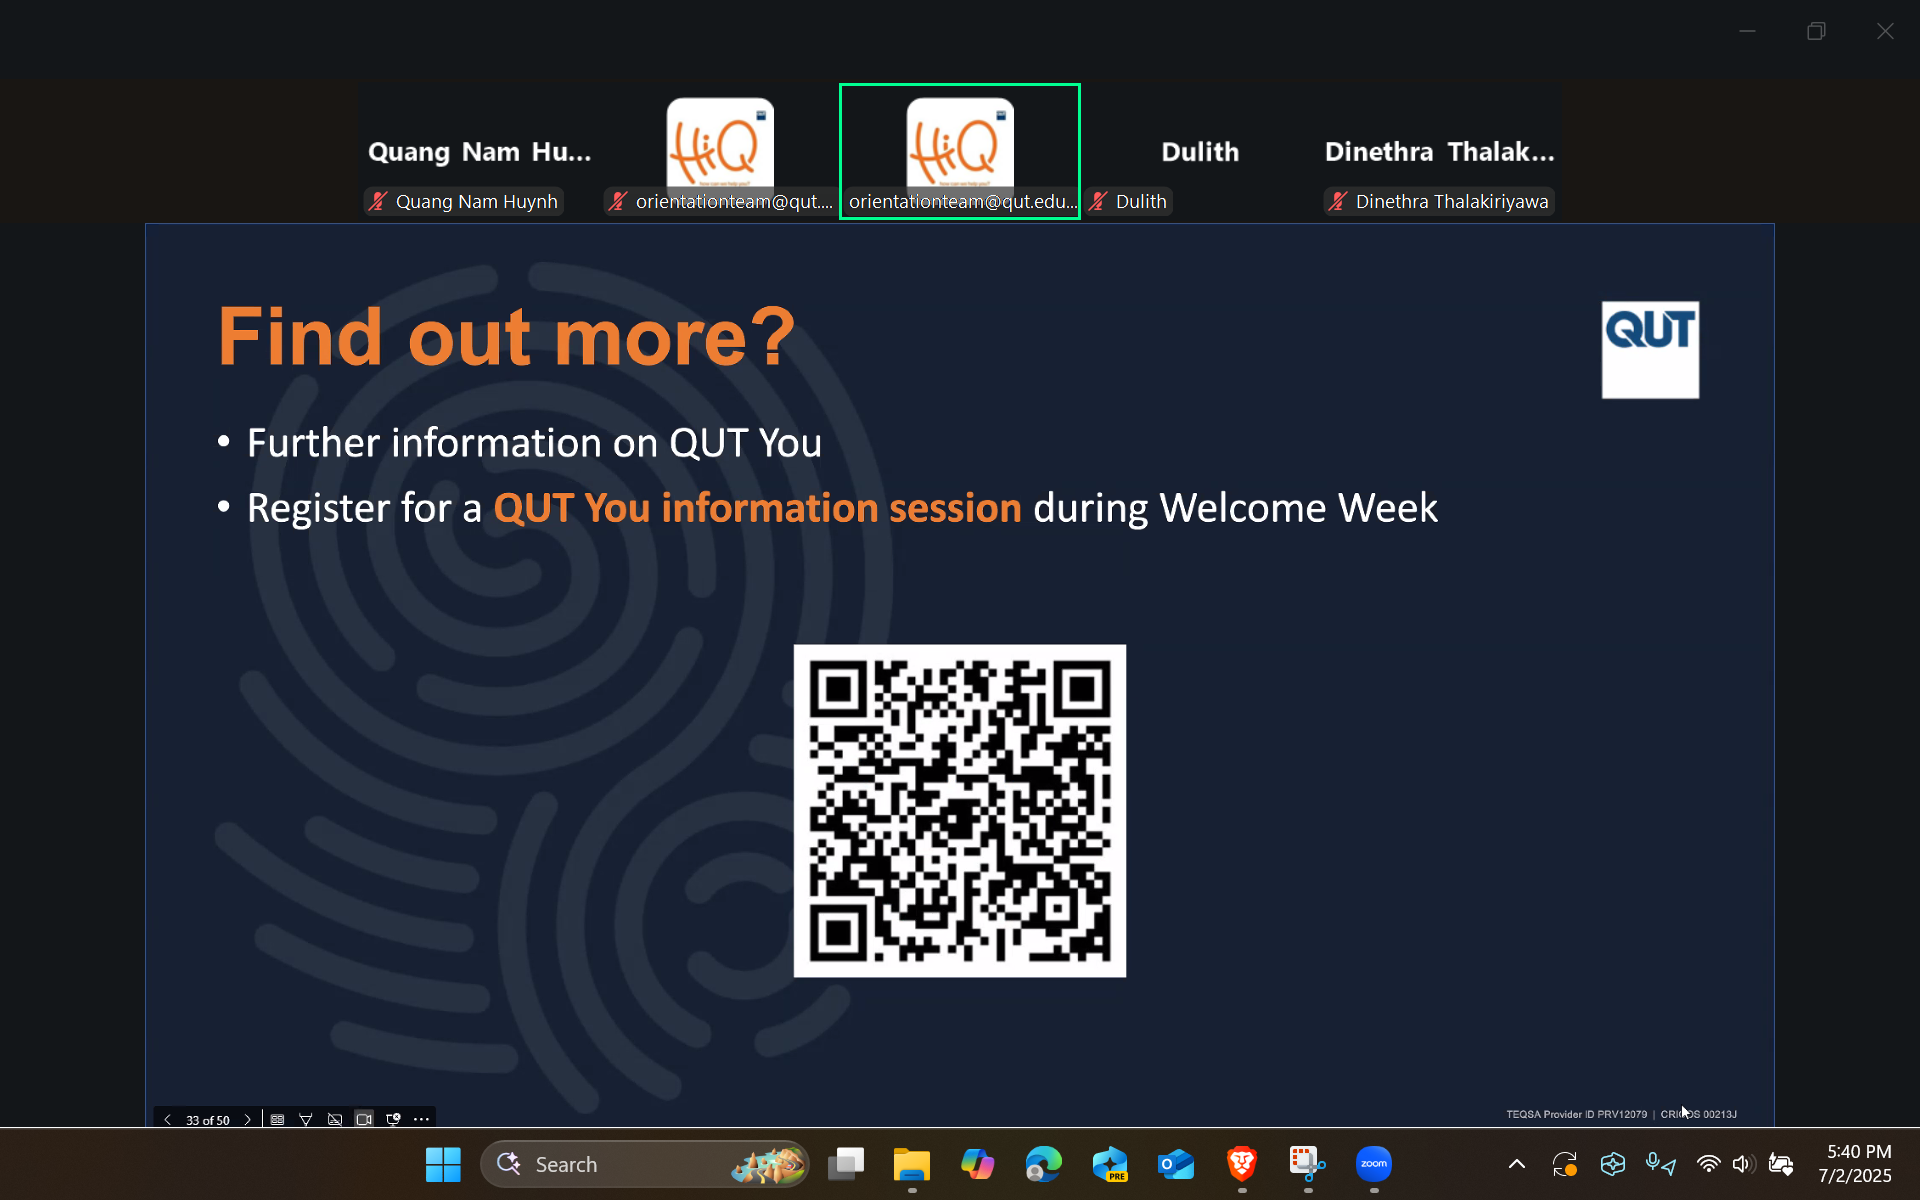 Quang Nam Hu...
Dulith
Dinethra Thalak...
HiQ
HiQ
Quang Nam Huynh
orientationteam@qut....
orientationteam@qut.edu...
Dulith
Dinethra Thalakiriyawa
Find out more?
QUT
• Further information on QUT You
• Register for a QUT You information session during Welcome Week
TEQSA Provider ID PRV12079 | CRICOS 00213J
33 of 50
Search
PRE
zoom
5:40 PM
7/2/2025